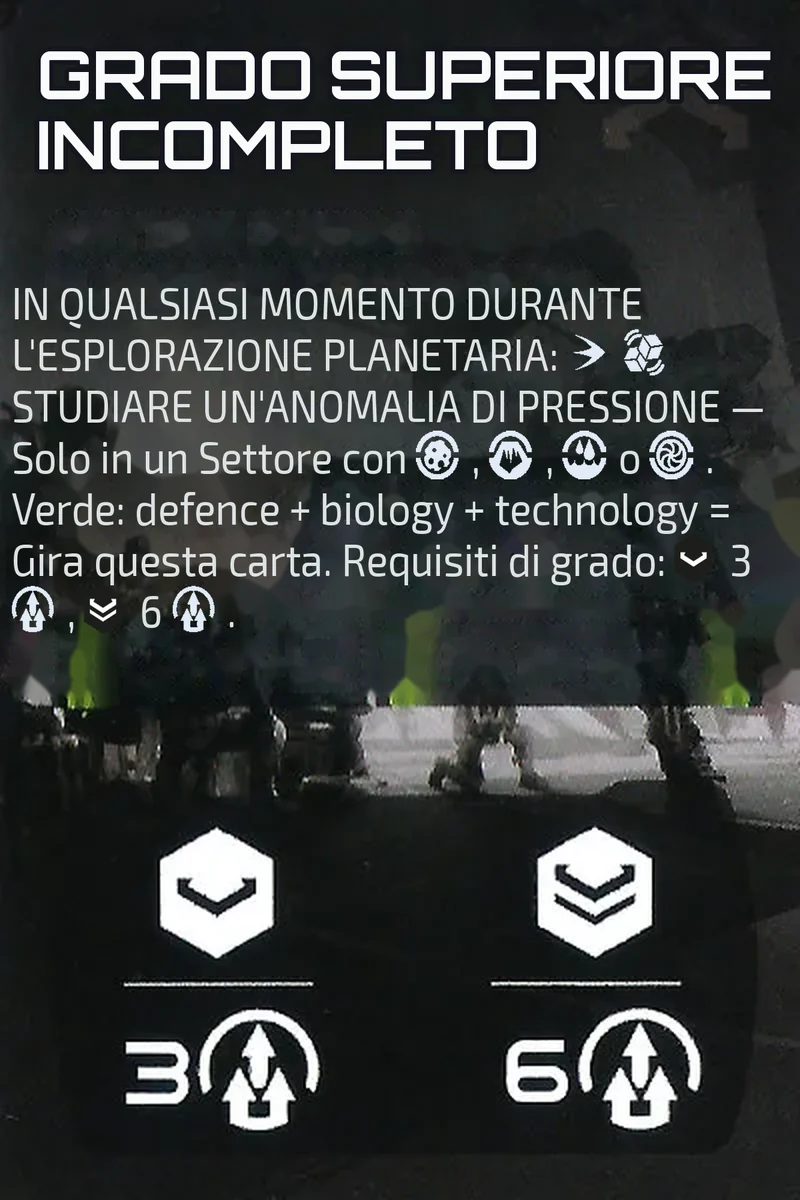 GRADO SUPERIORE
INCOMPLETO
IN QUALSIASI MOMENTO DURANTE
L'ESPLORAZIONE PLANETARIA:
STUDIARE UN'ANOMALIA DI PRESSIONE —
Solo in un Settore con , , o .
Verde: defence + biology + technology =
Gira questa carta. Requisiti di grado: 3
, 6 .
3 6